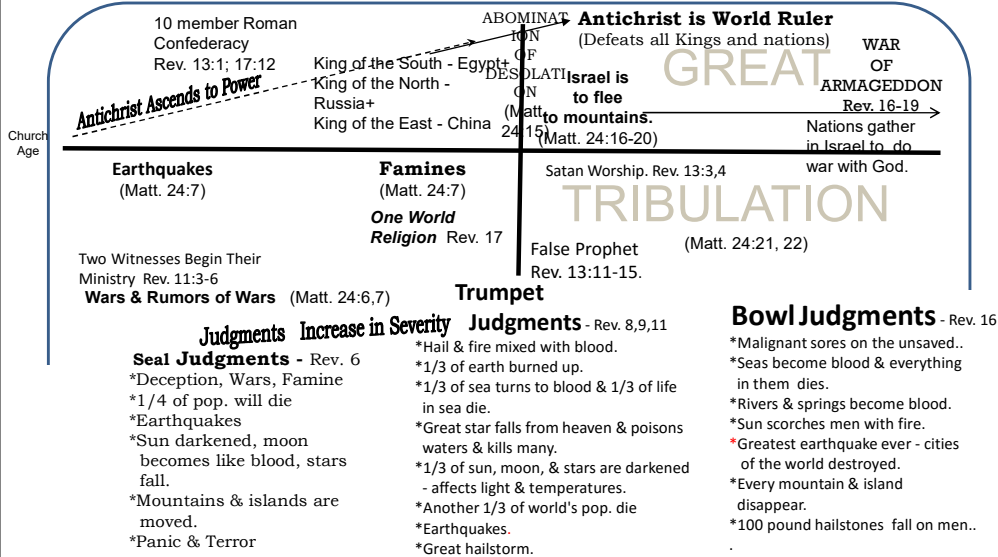 10 member Roman
Confederacy
Rev. 13:1; 17:12
Antichrist Ascends to Power
King of the South - Egypt+
King of the North -
Russia+
King of the East - China
ABOMINAT
ION
OF
DESOLATI
ON
(Matt.
24:15)
Antichrist is World Ruler
(Defeats all Kings and nations)
GREAT
Israel is
to flee
to mountains.
(Matt. 24:16-20)
WAR
OF
ARMAGEDDON
Rev. 16-19
Nations gather
in Israel to  do
war with God.
Church
Age
Earthquakes
(Matt. 24:7)
Famines
(Matt. 24:7)
One World
Religion  Rev. 17
Satan Worship. Rev. 13:3,4
TRIBULATION
(Matt. 24:21, 22)
False Prophet
Rev. 13:11-15.
Two Witnesses Begin Their
Ministry  Rev. 11:3-6
Wars & Rumors of Wars   (Matt. 24:6,7)
Judgments   Increase in Severity
Seal Judgments - Rev. 6
*Deception, Wars, Famine
*1/4 of pop. will die
*Earthquakes
*Sun darkened, moon
becomes like blood, stars
fall.
*Mountains & islands are
moved.
*Panic & Terror
Trumpet
Judgments - Rev. 8,9,11
*Hail & fire mixed with blood.
*1/3 of earth burned up.
*1/3 of sea turns to blood & 1/3 of life
in sea die.
*Great star falls from heaven & poisons
waters & kills many.
*1/3 of sun, moon, & stars are darkened
- affects light & temperatures.
*Another 1/3 of world's pop. die
*Earthquakes.
*Great hailstorm.
Bowl Judgments - Rev. 16
*Malignant sores on the unsaved..
*Seas become blood & everything
in them  dies.
*Rivers & springs become blood.
*Sun scorches men with fire.
*Greatest earthquake ever - cities
of the world destroyed.
*Every mountain & island
disappear.
*100 pound hailstones  fall on men..
.